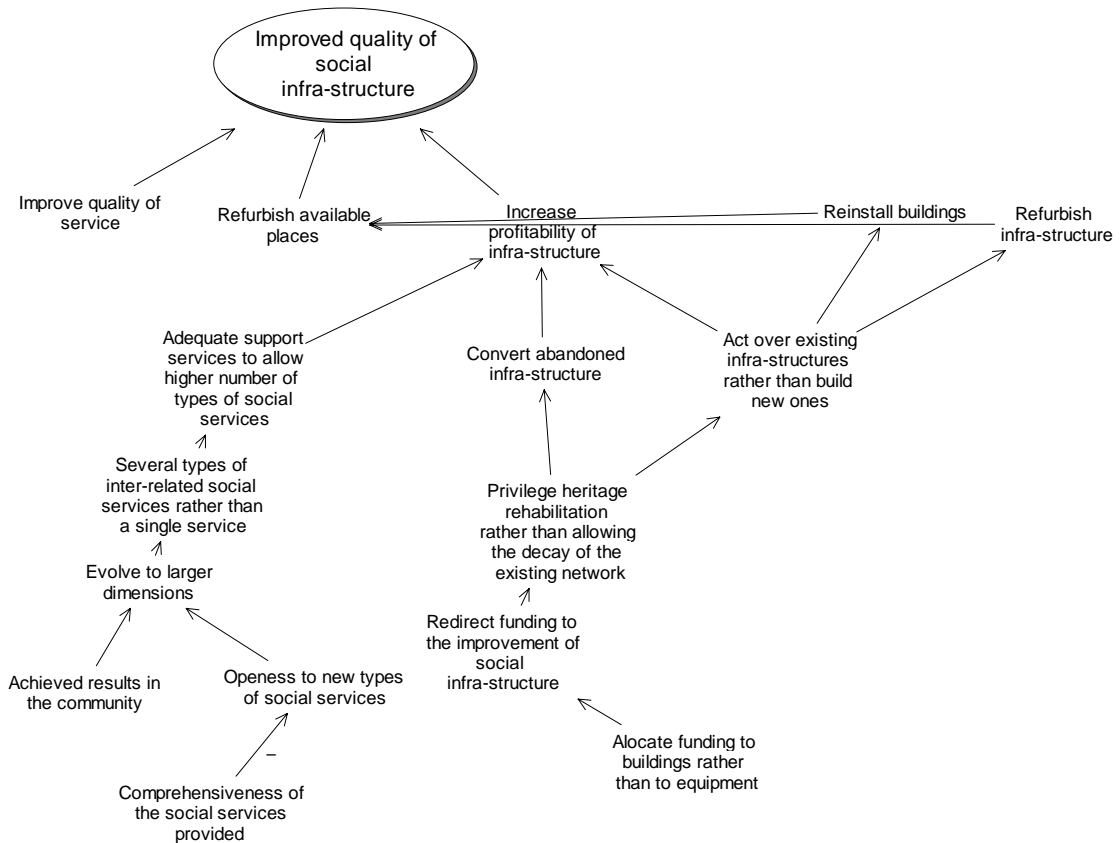 Improved quality of
social
infra-structure
Improve quality of
service
Refurbish available
places
Increase
profitability of
infra-structure
Reinstall buildings
Refurbish
infra-structure
Adequate support
services to allow
higher number of
types of social
services
Convert abandoned
infra-structure
Act over existing
infra-structures
rather than build
new ones
Several types of
inter-related social
services rather than
a single service
Privilege heritage
rehabilitation
rather than allowing
the decay of the
existing network
Evolve to larger
dimensions
Redirect funding to
the improvement of
social
infra-structure
Achieved results in
the community
Openess to new types
of social services
Alocate funding to
buildings rather
than to equipment
–
Comprehensiveness of
the social services
provided